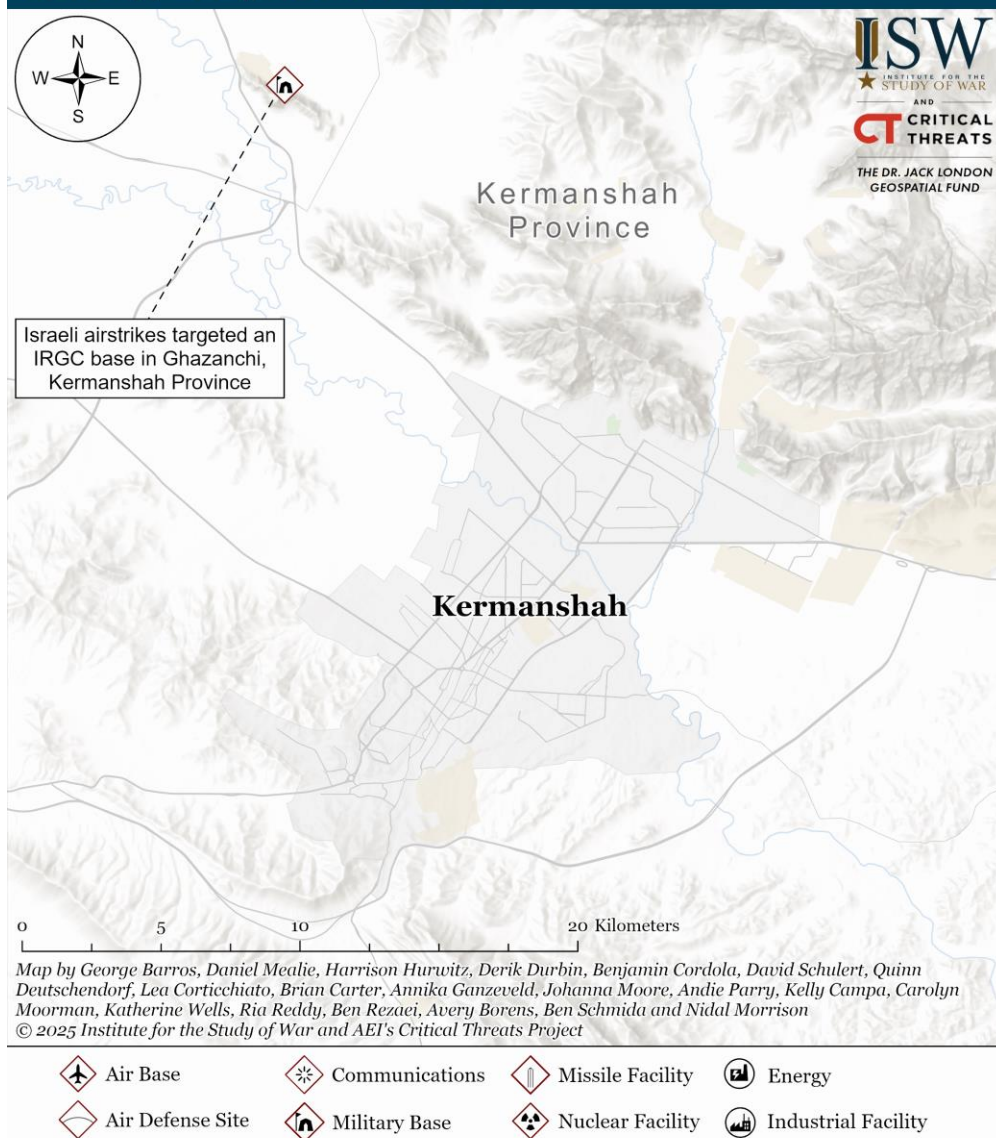 N
W E
S
ISW
INSTITUTE FOR THE
STUDY OF WAR
AND
CT CRITICAL
THREATS
THE DR. JACK LONDON
GEOSPATIAL FUND
Kermanshah
Province
Israeli airstrikes targeted an
IRGC base in Ghazanchi,
Kermanshah Province
Kermanshah
0 5 10 20 Kilometers
Map by George Barros, Daniel Mealie, Harrison Hurwitz, Derik Durbin, Benjamin Cordola, David Schulert, Quinn
Deutschendorf, Lea Corticchiato, Brian Carter, Annika Ganzeveld, Johanna Moore, Andie Parry, Kelly Campa, Carolyn
Moorman, Katherine Wells, Ria Reddy, Ben Rezaei, Avery Borens, Ben Schmida and Nidal Morrison
© 2025 Institute for the Study of War and AEI's Critical Threats Project
Air Base Communications Missile Facility Energy
Air Defense Site Military Base Nuclear Facility Industrial Facility